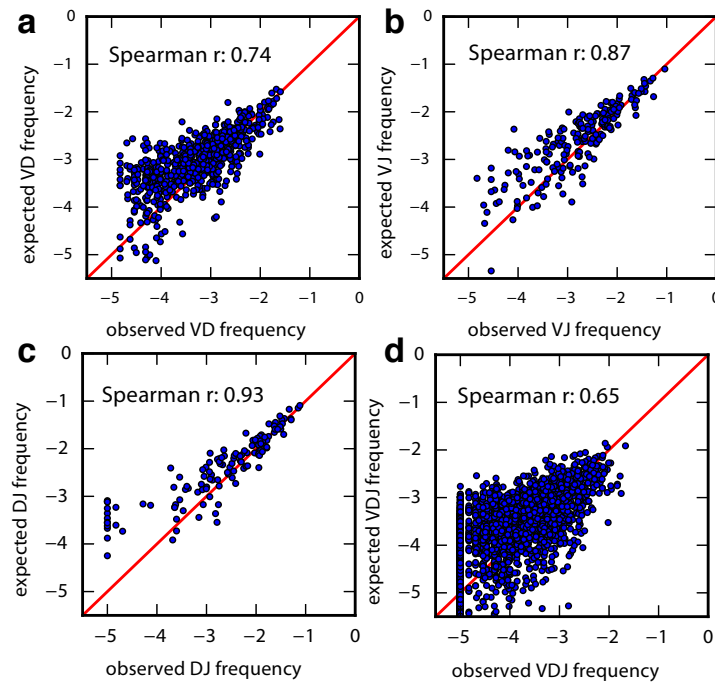 a
Spearman r: 0.74
0
−1
−2
−3
−4
−5
expected VD frequency
−5 −4 −3 −2 −1 0
observed VD frequency
b
Spearman r: 0.87
0
−1
−2
−3
−4
−5
expected VJ frequency
−5 −4 −3 −2 −1 0
observed VJ frequency
c
Spearman r: 0.93
0
−1
−2
−3
−4
−5
expected DJ frequency
−5 −4 −3 −2 −1 0
observed DJ frequency
d
Spearman r: 0.65
0
−1
−2
−3
−4
−5
expected VDJ frequency
−5 −4 −3 −2 −1 0
observed VDJ frequency